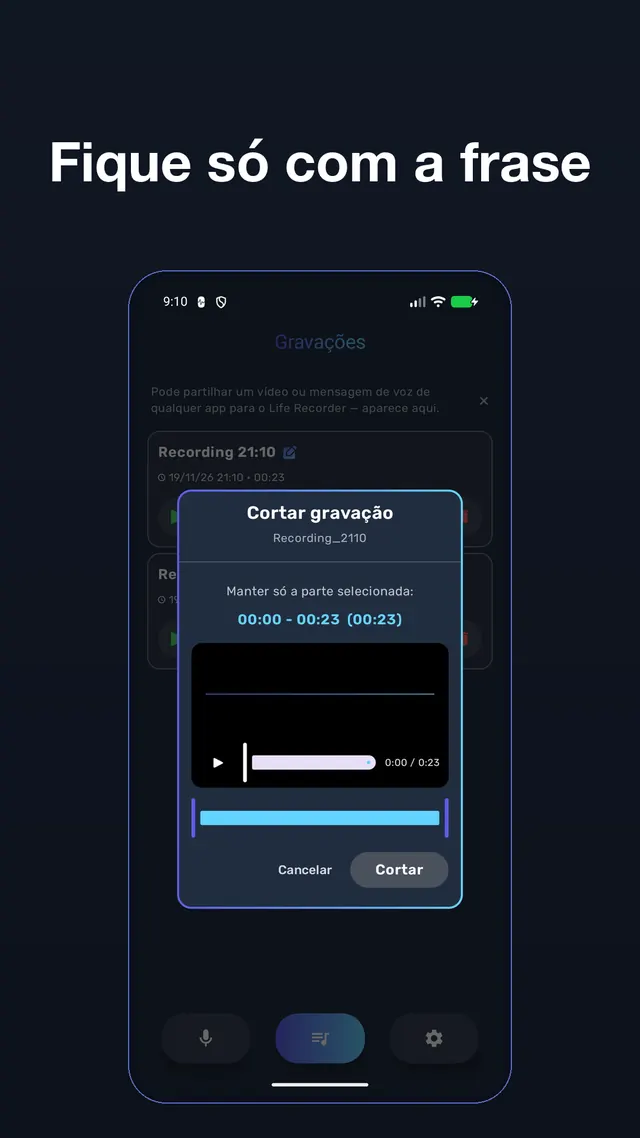 Fique só com a frase
9:10
Gravações
Pode partilhar um vídeo ou mensagem de voz de
qualquer app para o Life Recorder — aparece aqui.
Recording 21:10
19/11/26 21:10 • 00:23
Cortar gravação
Recording_2110
Re
19
Manter só a parte selecionada:
00:00 - 00:23 (00:23)
0:00 / 0:23
Cancelar
Cortar